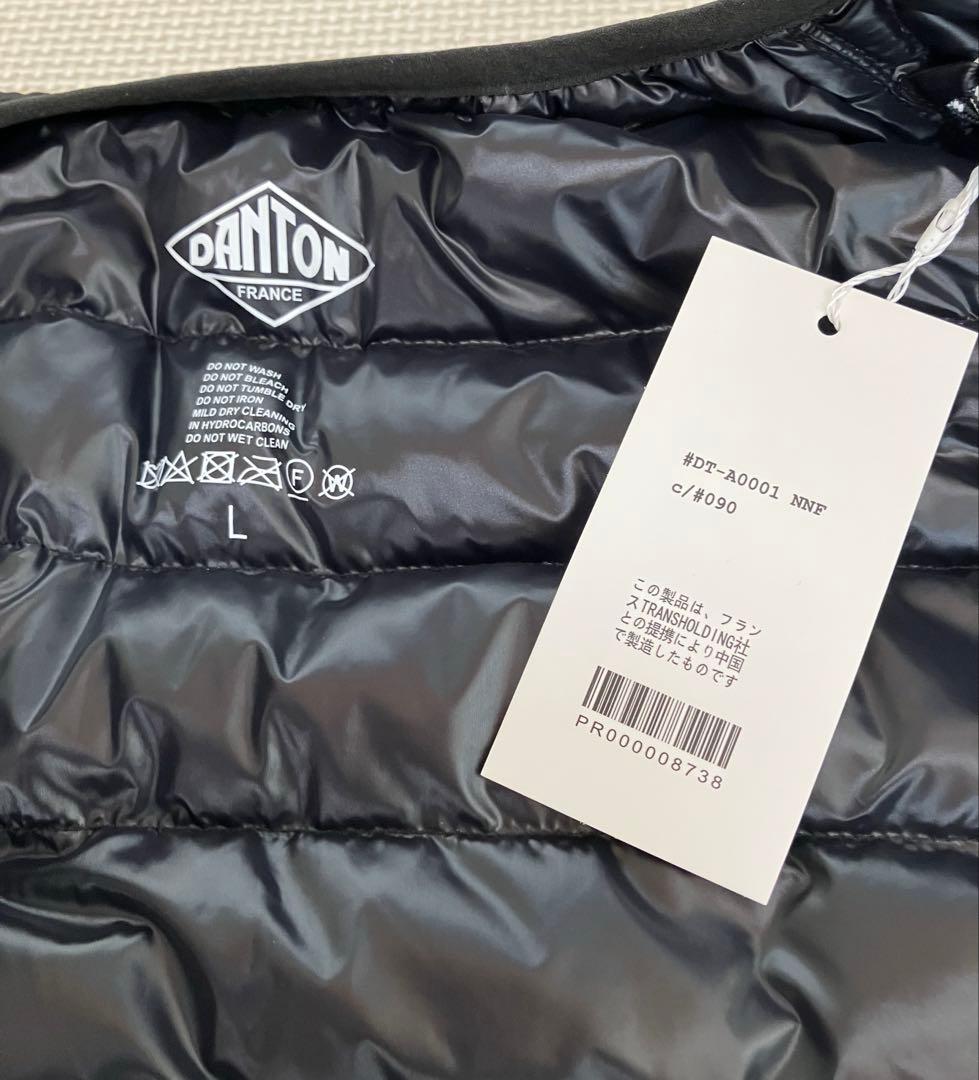 DANTON
FRANCE
DO NOT WASH
DO NOT BLEACH
DO NOT TUMBLE DRY
DO NOT IRON
MILD DRY CLEANING
IN HYDROCARBONS
DO NOT WET CLEAN
F W
L
#DT-A0001 NNF
c/#090
この製品は、フラン
スTRANSHOLDING社
との提携により中国
で製造したものです
PR000008738